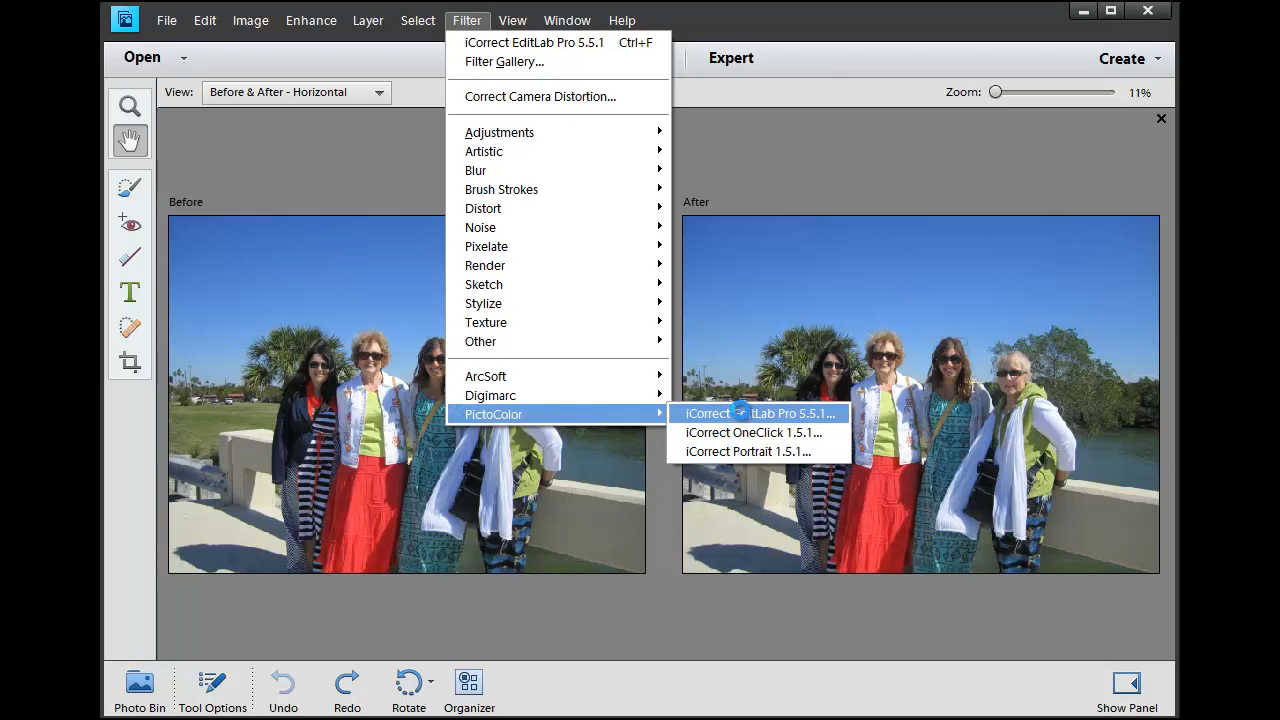 File Edit Image Enhance Layer Select Filter View Window Help
Open
Expert
Create
View: Before & After - Horizontal
Zoom: 11%
iCorrect EditLab Pro 5.5.1 Ctrl+F
Filter Gallery...
Correct Camera Distortion...
Adjustments
Artistic
Blur
Brush Strokes
Distort
Noise
Pixelate
Render
Sketch
Stylize
Texture
Other
ArcSoft
Digimarc
PictoColor
iCorrect itLab Pro 5.5.1...
iCorrect OneClick 1.5.1...
iCorrect Portrait 1.5.1...
Before
After
T
Photo Bin Tool Options Undo Redo Rotate Organizer Show Panel